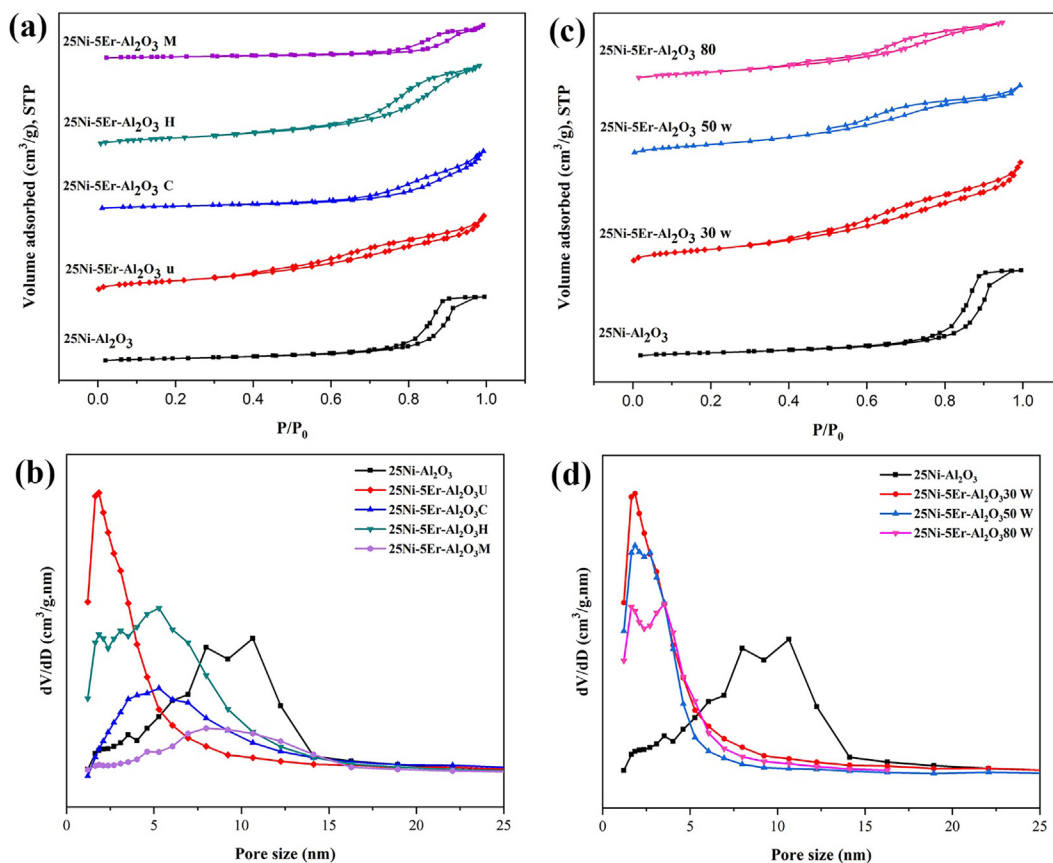 (a)
25Ni-5Er-Al2O3 M
25Ni-5Er-Al2O3 H
25Ni-5Er-Al2O3 C
25Ni-5Er-Al2O3 u
25Ni-Al2O3
Volume adsorbed (cm³/g), STP
0.0 0.2 0.4 0.6 0.8 1.0
P/P0
(c)
25Ni-5Er-Al2O3 80
25Ni-5Er-Al2O3 50 w
25Ni-5Er-Al2O3 30 w
25Ni-Al2O3
Volume adsorbed (cm³/g), STP
0.0 0.2 0.4 0.6 0.8 1.0
P/P0
(b)
25Ni-Al2O3
25Ni-5Er-Al2O3U
25Ni-5Er-Al2O3C
25Ni-5Er-Al2O3H
25Ni-5Er-Al2O3M
dV/dD (cm³/g.nm)
0 5 10 15 20 25
Pore size (nm)
(d)
25Ni-Al2O3
25Ni-5Er-Al2O330 W
25Ni-5Er-Al2O350 W
25Ni-5Er-Al2O380 W
dV/dD (cm³/g.nm)
0 5 10 15 20 25
Pore size (nm)